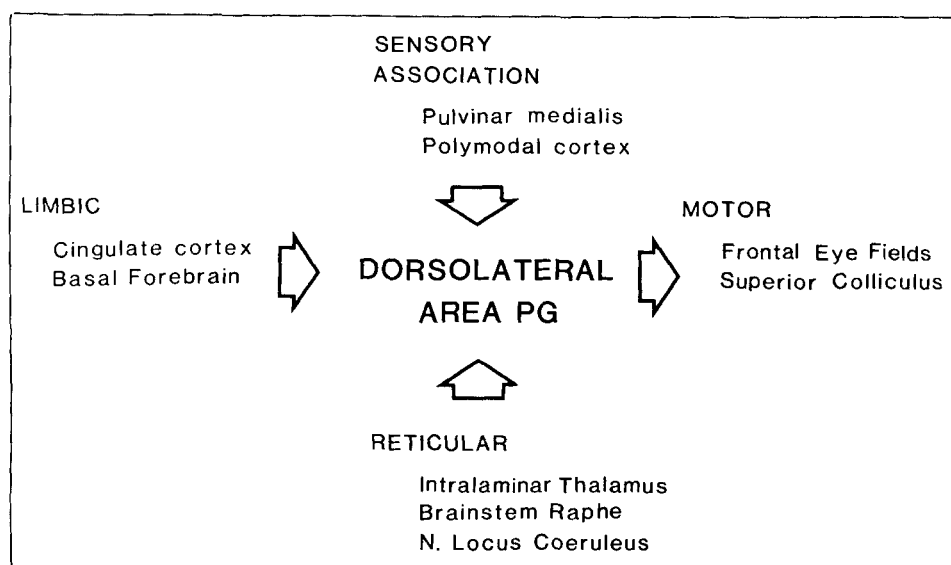 SENSORY
ASSOCIATION
Pulvinar medialis
Polymodal cortex
LIMBIC
Cingulate cortex
Basal Forebrain
DORSOLATERAL
AREA PG
MOTOR
Frontal Eye Fields
Superior Colliculus
RETICULAR
Intralaminar Thalamus
Brainstem Raphe
N. Locus Coeruleus